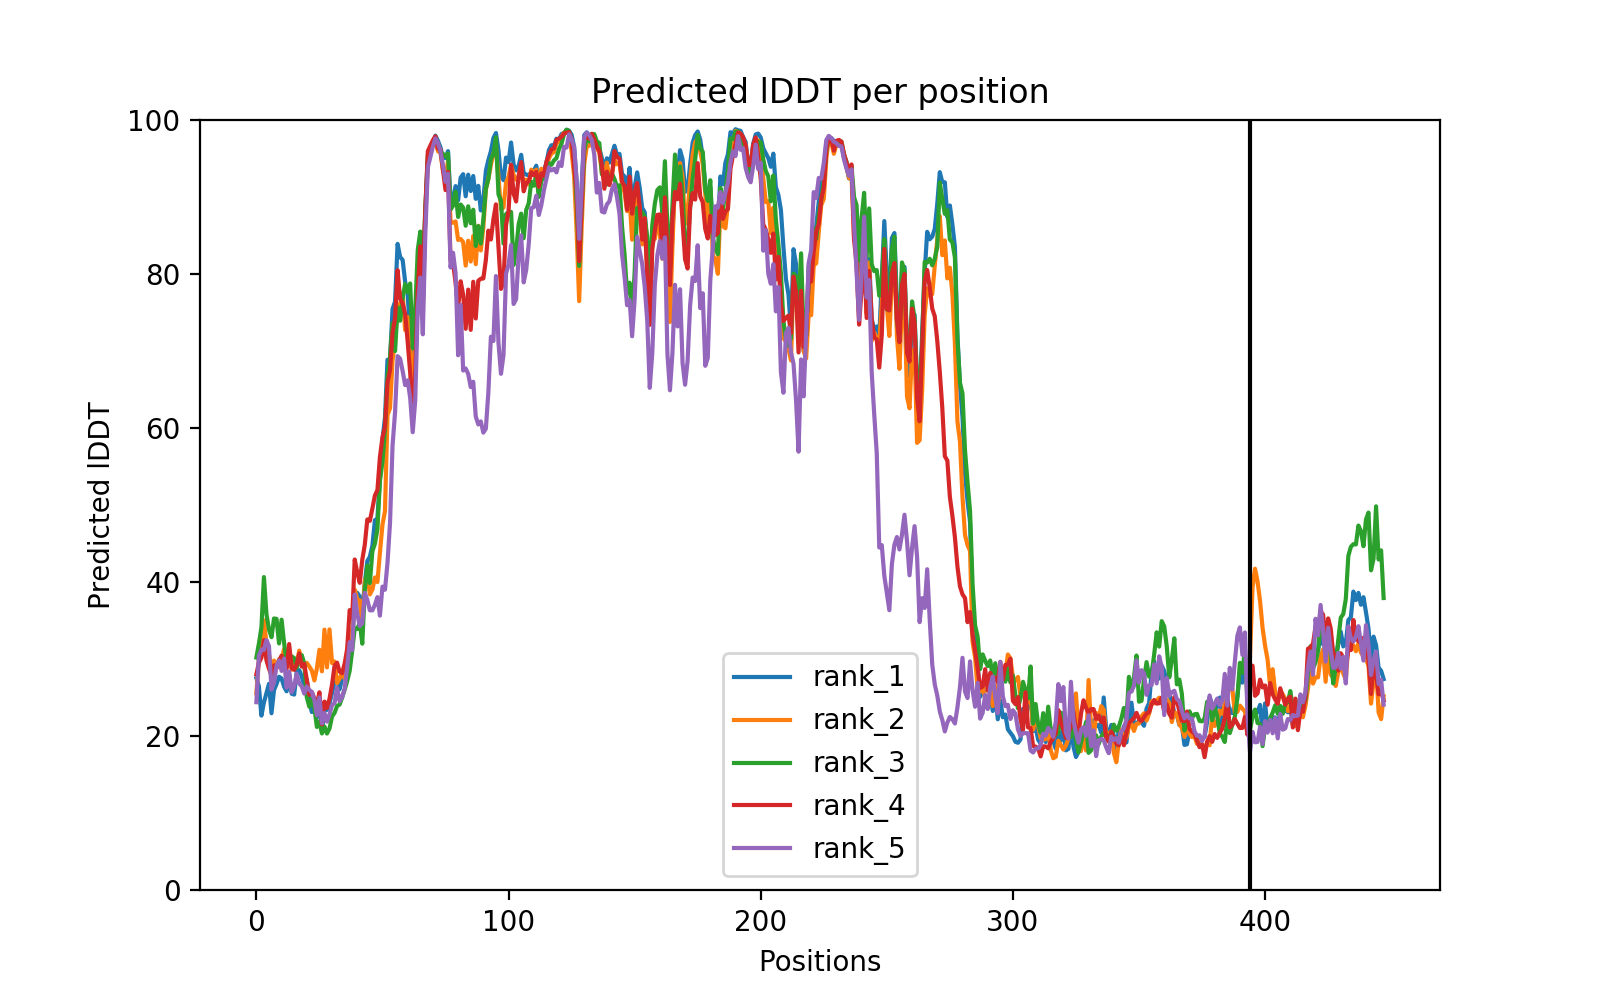 Predicted lDDT per position
100
80
60
40
20
0
Predicted lDDT
rank_1
rank_2
rank_3
rank_4
rank_5
0 100 200 300 400
Positions